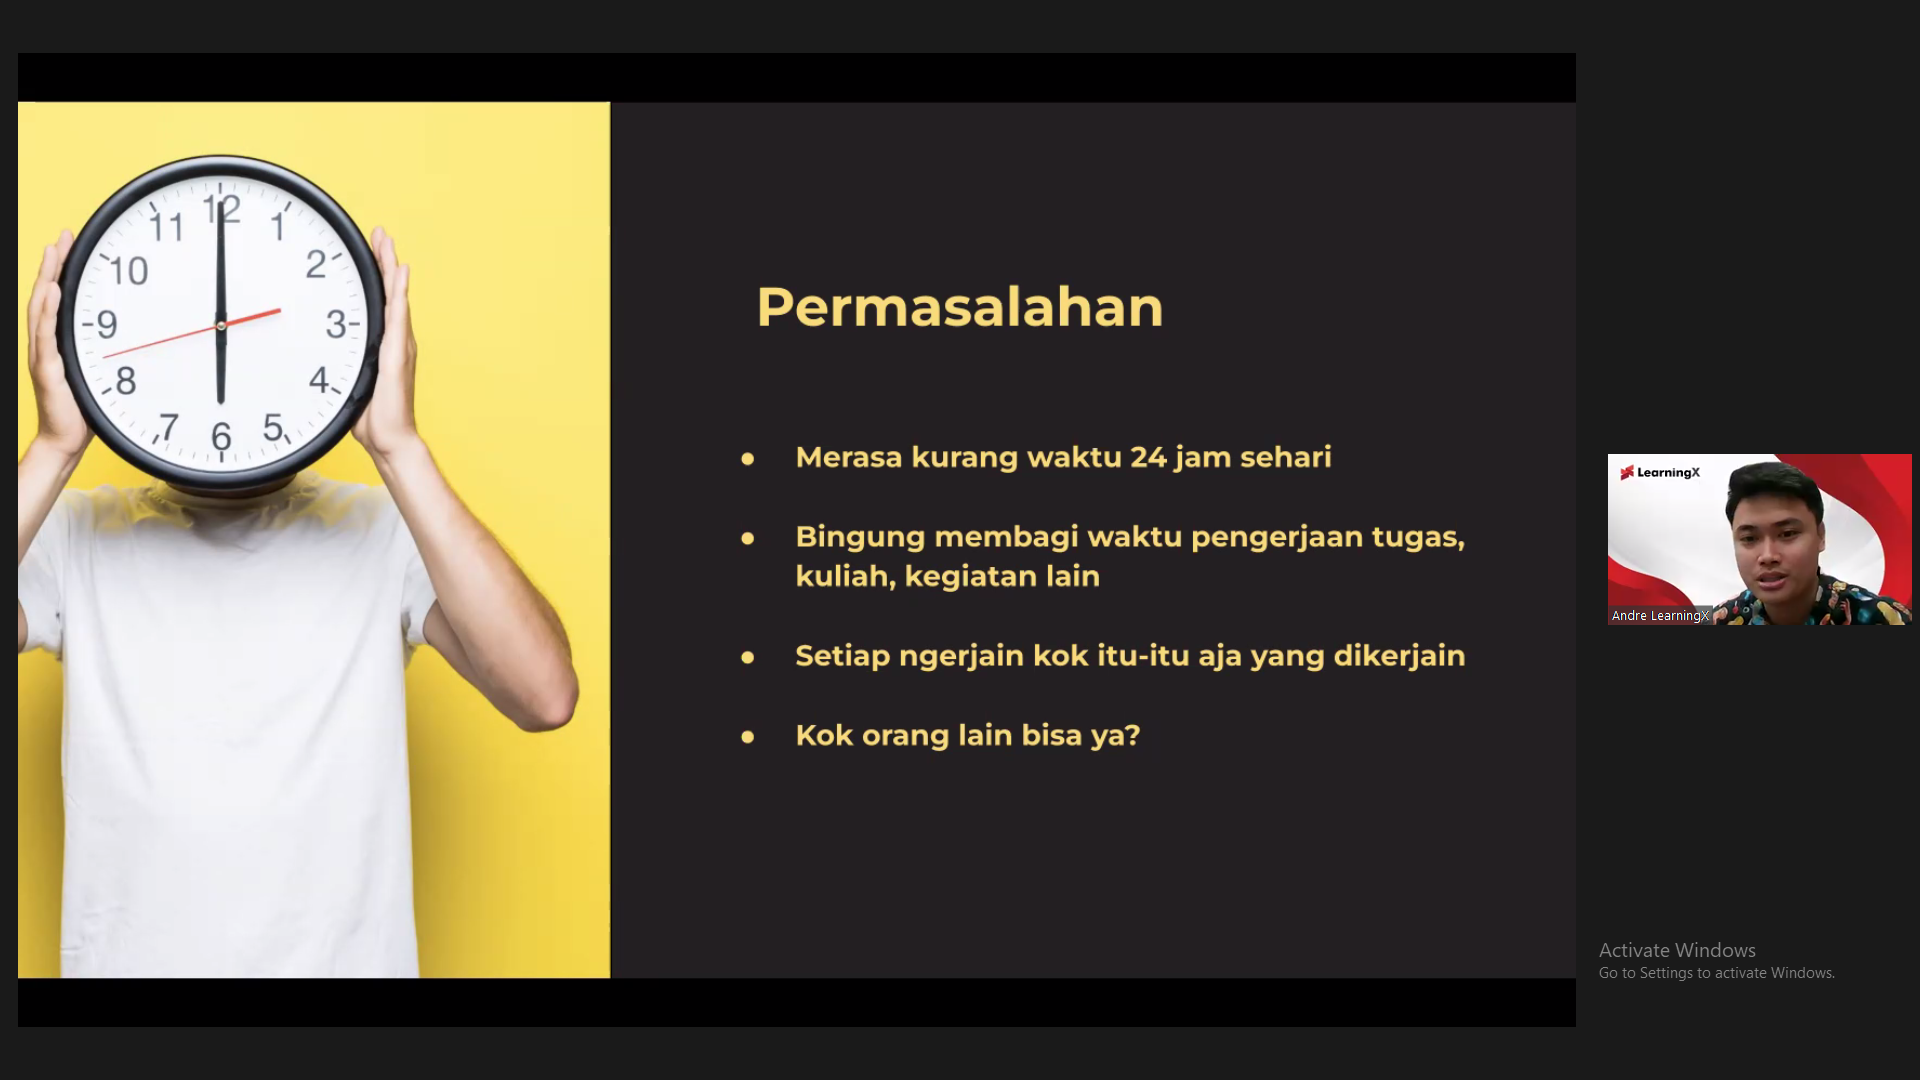 12
11
1
10
2
-9
3-
8
4
7
5
6
Permasalahan
● Merasa kurang waktu 24 jam sehari
● Bingung membagi waktu pengerjaan tugas,
kuliah, kegiatan lain
● Setiap ngerjain kok itu-itu aja yang dikerjain
● Kok orang lain bisa ya?
LearningX
Andre LearningX
Activate Windows
Go to Settings to activate Windows.